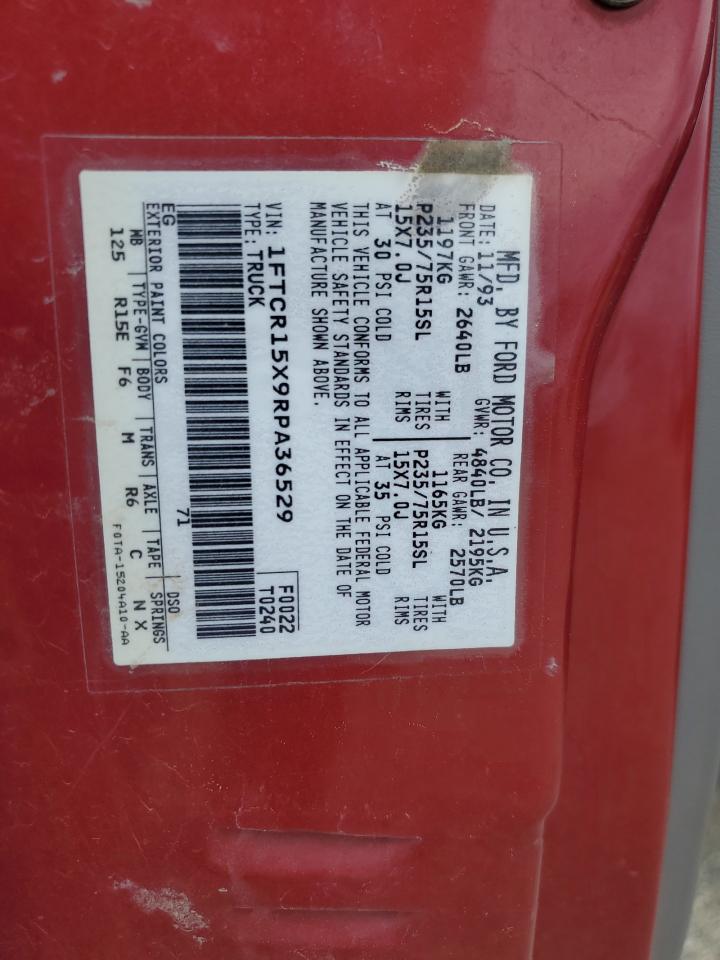 MFD. BY FORD MOTOR CO. IN U.S.A.
DATE: 11/93 GVWR: 4840LB/ 2195KG
FRONT GAWR: 2640LB REAR GAWR: 2570LB
1197KG WITH 1165KG WITH
P235/75R15SL TIRES P235/75R15SL TIRES
15X7.0J RIMS 15X7.0J RIMS
AT 30 PSI COLD AT 35 PSI COLD
THIS VEHICLE CONFORMS TO ALL APPLICABLE FEDERAL MOTOR
VEHICLE SAFETY STANDARDS IN EFFECT ON THE DATE OF
MANUFACTURE SHOWN ABOVE.
VIN: 1FTCR15X9RPA36529 F0022
TYPE: TRUCK T0240
EG 71 DSO
EXTERIOR PAINT COLORS
MB TYPE-GVW BODY TRANS AXLE TAPE SPRINGS
125 R15E F6 M R6 C N X
F0TA-15204A10-AA